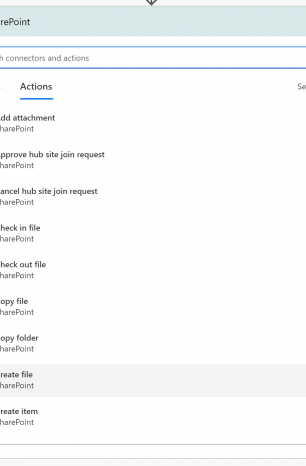 rePoint
h connectors and actions
Actions
Se
dd attachment
harePoint
pprove hub site join request
harePoint
ancel hub site join request
harePoint
heck in file
harePoint
heck out file
harePoint
opy file
harePoint
opy folder
harePoint
reate file
harePoint
reate item
harePoint